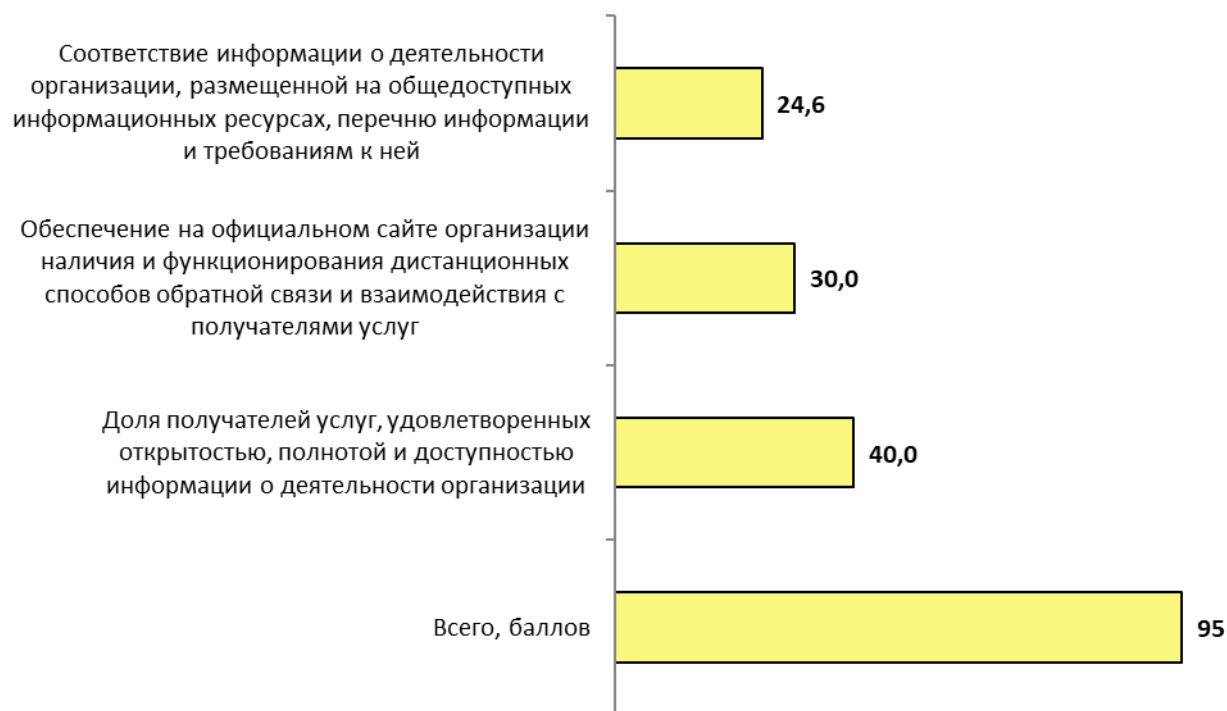 Соответствие информации о деятельности
организации, размещенной на общедоступных
информационных ресурсах, перечню информации
и требованиям к ней
24,6
Обеспечение на официальном сайте организации
наличия и функционирования дистанционных
способов обратной связи и взаимодействия с
получателями услуг
30,0
Доля получателей услуг, удовлетворенных
открытостью, полнотой и доступностью
информации о деятельности организации
40,0
Всего, баллов
95